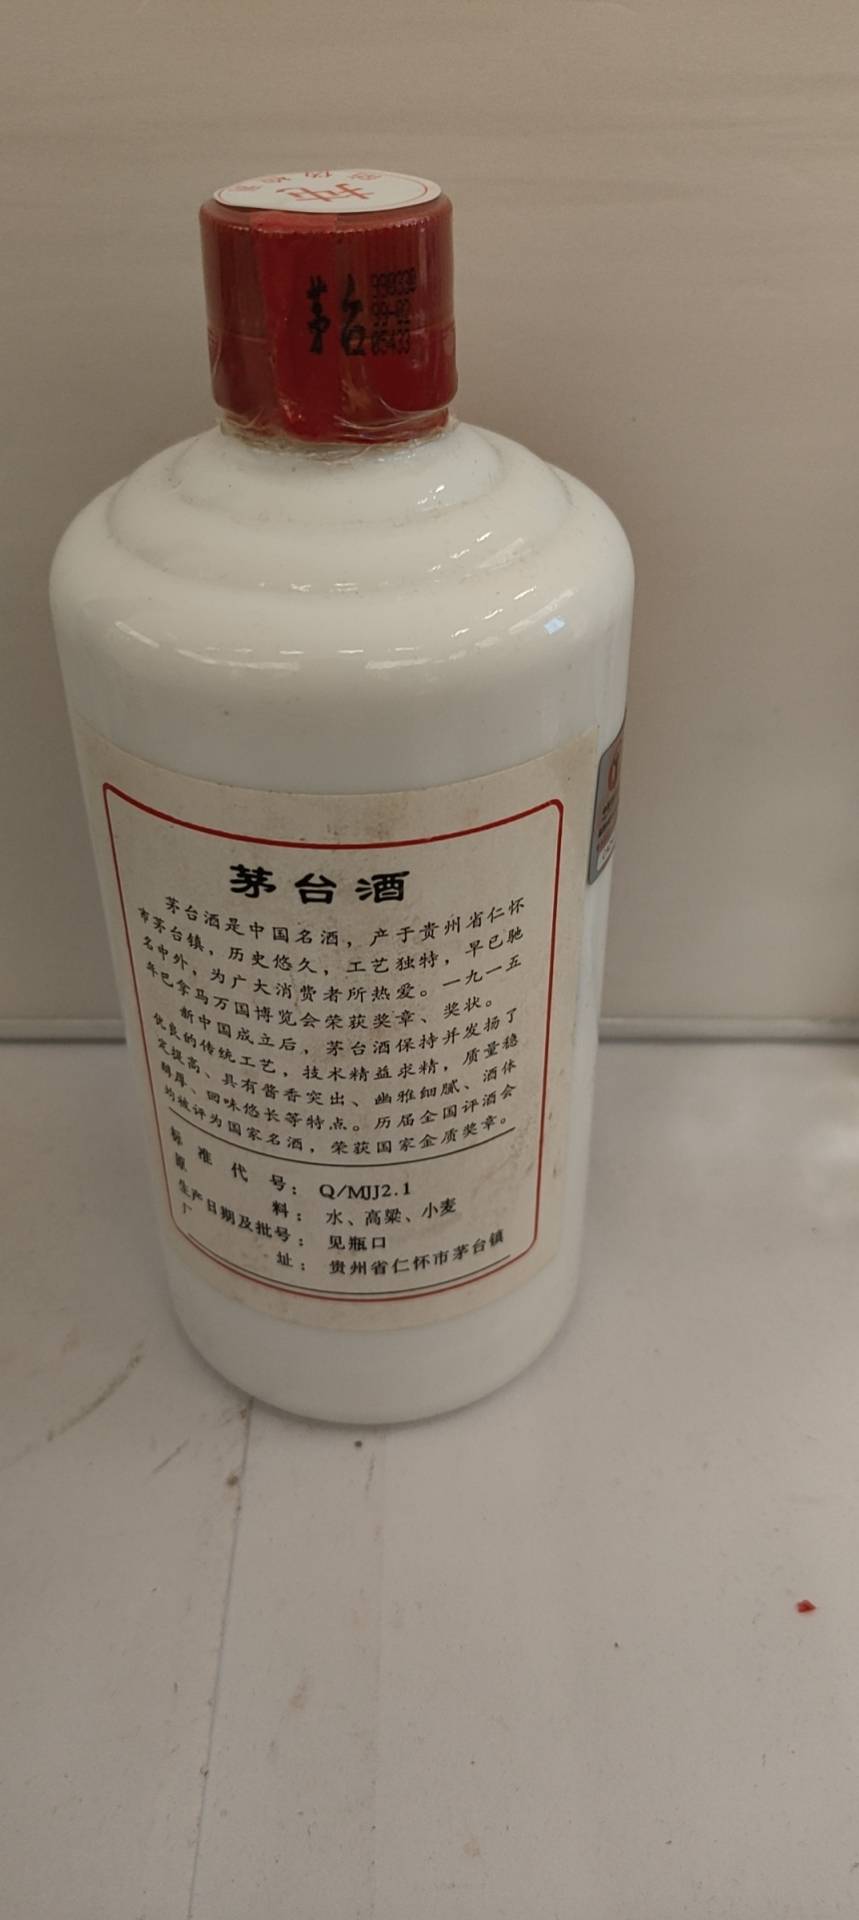 茅台
990330
99-02
05433
茅台酒
茅台酒是中国名酒，产于贵州省仁怀
市茅台镇，历史悠久，工艺独特，早已驰
名中外，为广大消费者所热爱。一九一五
年巴拿马万国博览会荣获奖章、奖状。
新中国成立后，茅台酒保持并发扬了
优良的传统工艺，技术精益求精，质量稳
定提高、具有酱香突出、幽雅细腻、酒体
醇厚、回味悠长等特点。历届全国评酒会
均被评为国家名酒，荣获国家金质奖章。
标准代号：Q/MJJ2.1
原料：水、高粱、小麦
生产日期及批号：见瓶口
厂址：贵州省仁怀市茅台镇